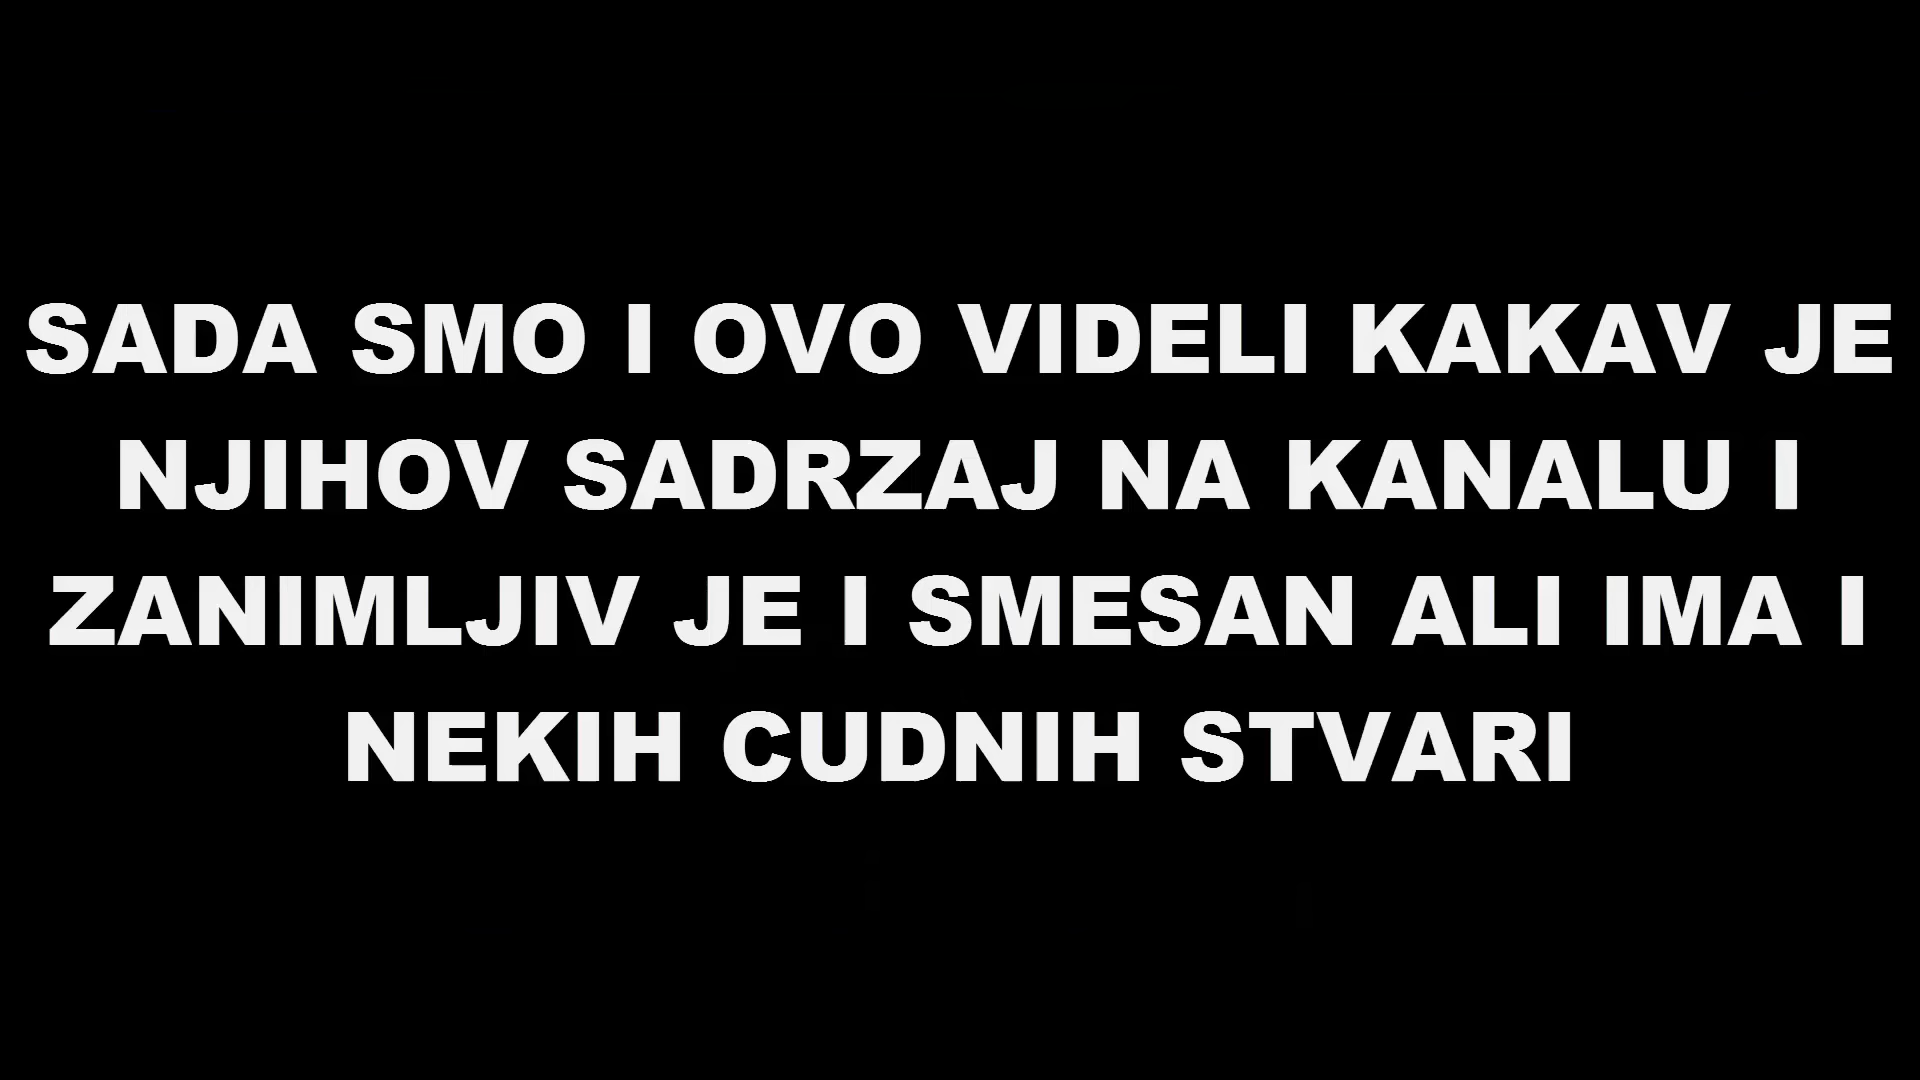 SADA SMO I OVO VIDELI KAKAV JE
NJIHOV SADRZAJ NA KANALU I
ZANIMLJIV JE I SMESAN ALI IMA I
NEKIH CUDNIH STVARI